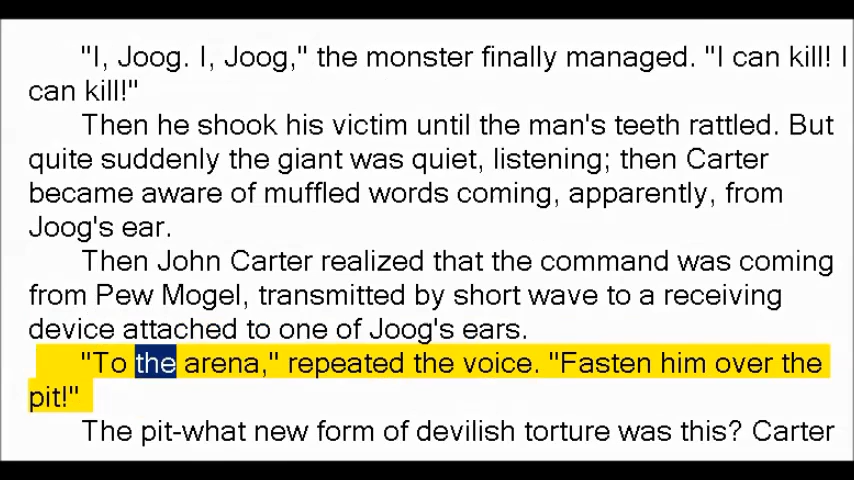 "I, Joog. I, Joog," the monster finally managed. "I can kill! I
can kill!"
Then he shook his victim until the man's teeth rattled. But
quite suddenly the giant was quiet, listening; then Carter
became aware of muffled words coming, apparently, from
Joog's ear.
Then John Carter realized that the command was coming
from Pew Mogel, transmitted by short wave to a receiving
device attached to one of Joog's ears.
"To the arena," repeated the voice. "Fasten him over the
pit!"
The pit-what new form of devilish torture was this? Carter